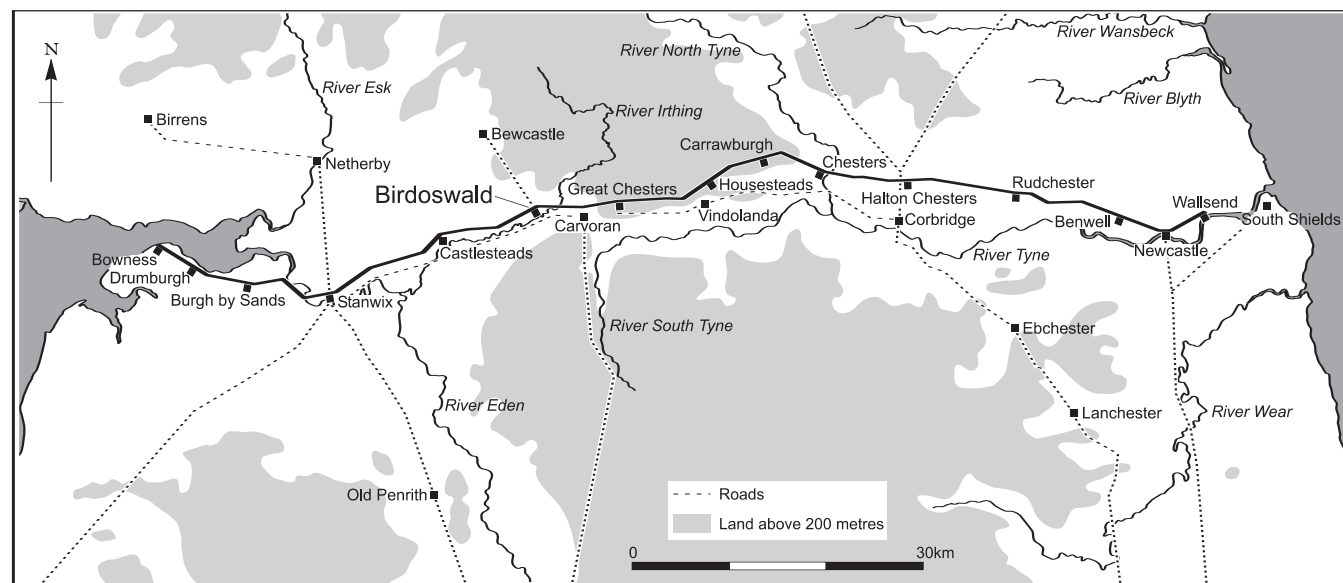 N
River Esk
Birrens
Netherby
Bewcastle
River Irthing
River North Tyne
River Wansbeck
River Blyth
Carrawburgh
Chesters
Birdoswald
Great Chesters
Housesteads
Halton Chesters
Rudchester
Wallsend
South Shields
Carvoran
Vindolanda
Corbridge
Benwell
Newcastle
Castlesteads
Bowness
Drumburgh
Burgh by Sands
Stanwix
River Tyne
River South Tyne
Ebchester
River Eden
Lanchester
River Wear
Old Penrith
Roads
Land above 200 metres
0 30km